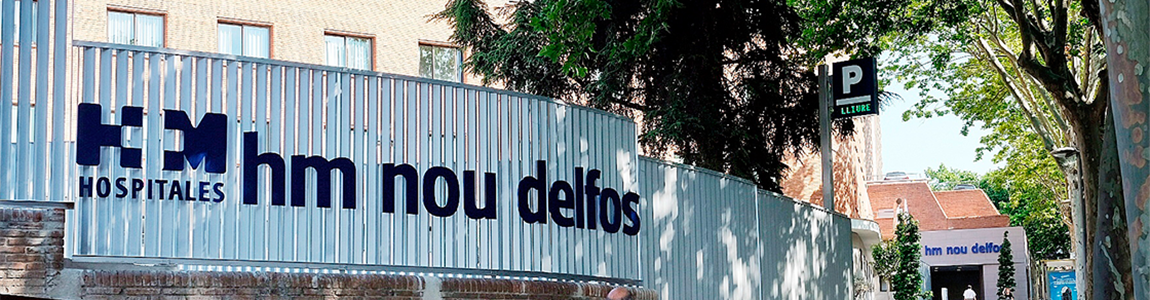 HM
HOSPITALES
hm nou delfos
P
LLIURE
hm nou delfos